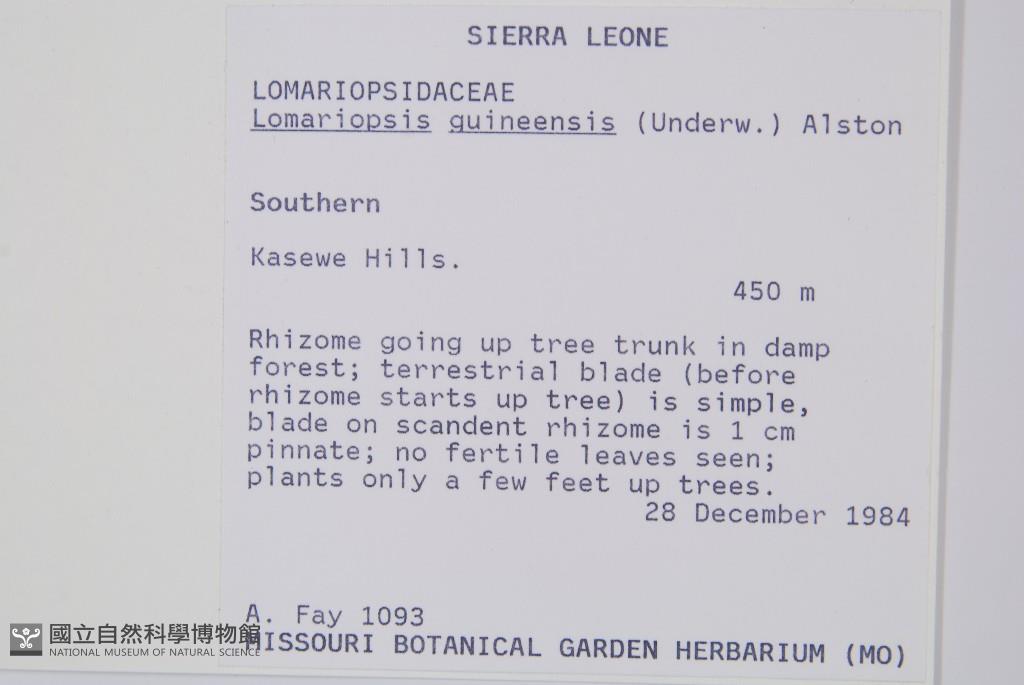 SIERRA LEONE
LOMARIOPSIDACEAE
Lomariopsis guineensis (Underw.) Alston
Southern
Kasewe Hills.
450 m
Rhizome going up tree trunk in damp
forest; terrestrial blade (before
rhizome starts up tree) is simple,
blade on scandent rhizome is 1 cm
pinnate; no fertile leaves seen;
plants only a few feet up trees.
28 December 1984
A. Fay 1093
MISSOURI BOTANICAL GARDEN HERBARIUM (MO)
國立自然科學博物館
NATIONAL MUSEUM OF NATURAL SCIENCE